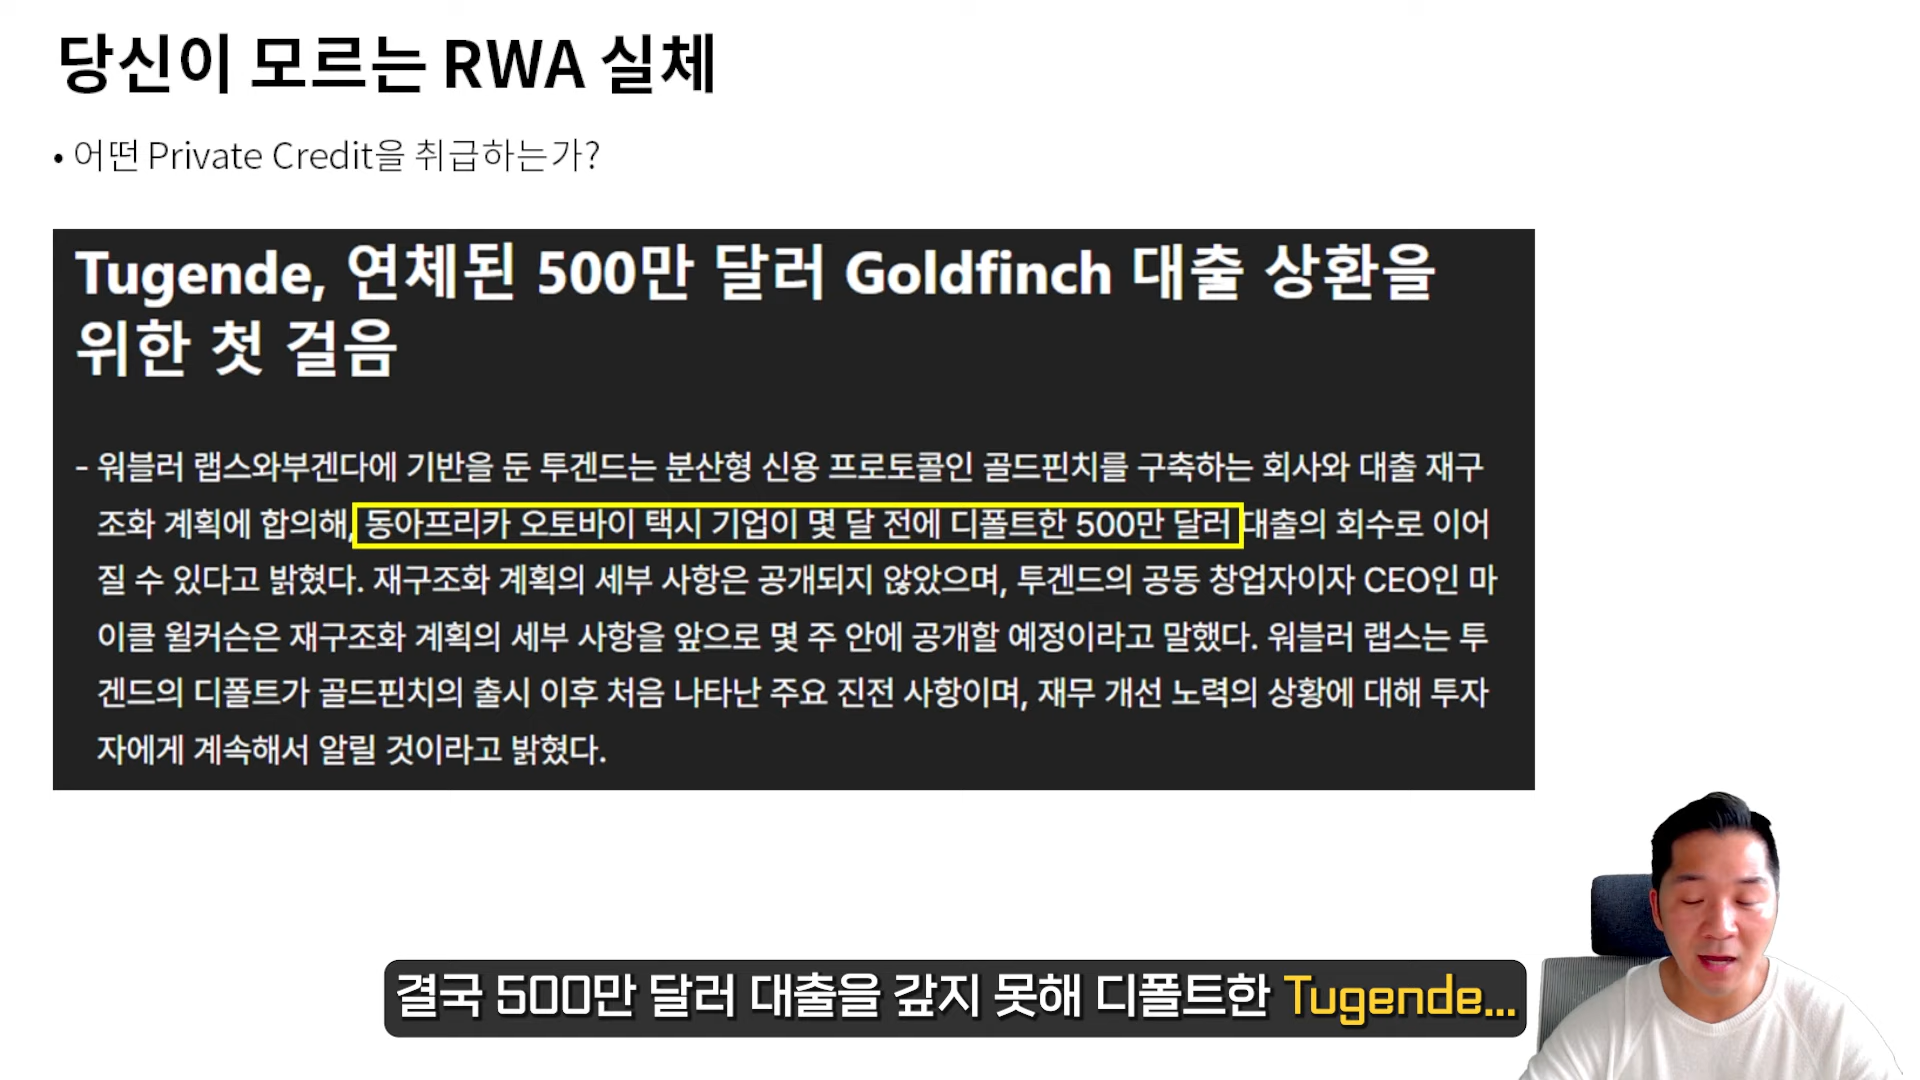 당신이 모르는 RWA 실체
• 어떤 Private Credit을 취급하는가?
Tugende, 연체된 500만 달러 Goldfinch 대출 상환을
위한 첫 걸음
- 워블러 랩스와부겐다에 기반을 둔 투겐드는 분산형 신용 프로토콜인 골드핀치를 구축하는 회사와 대출 재구
조화 계획에 합의해, 동아프리카 오토바이 택시 기업이 몇 달 전에 디폴트한 500만 달러 대출의 회수로 이어
질 수 있다고 밝혔다. 재구조화 계획의 세부 사항은 공개되지 않았으며, 투겐드의 공동 창업자이자 CEO인 마
이클 윌커슨은 재구조화 계획의 세부 사항을 앞으로 몇 주 안에 공개할 예정이라고 말했다. 워블러 랩스는 투
겐드의 디폴트가 골드핀치의 출시 이후 처음 나타난 주요 진전 사항이며, 재무 개선 노력의 상황에 대해 투자
자에게 계속해서 알릴 것이라고 밝혔다.
결국 500만 달러 대출을 갚지 못해 디폴트한 Tugende...